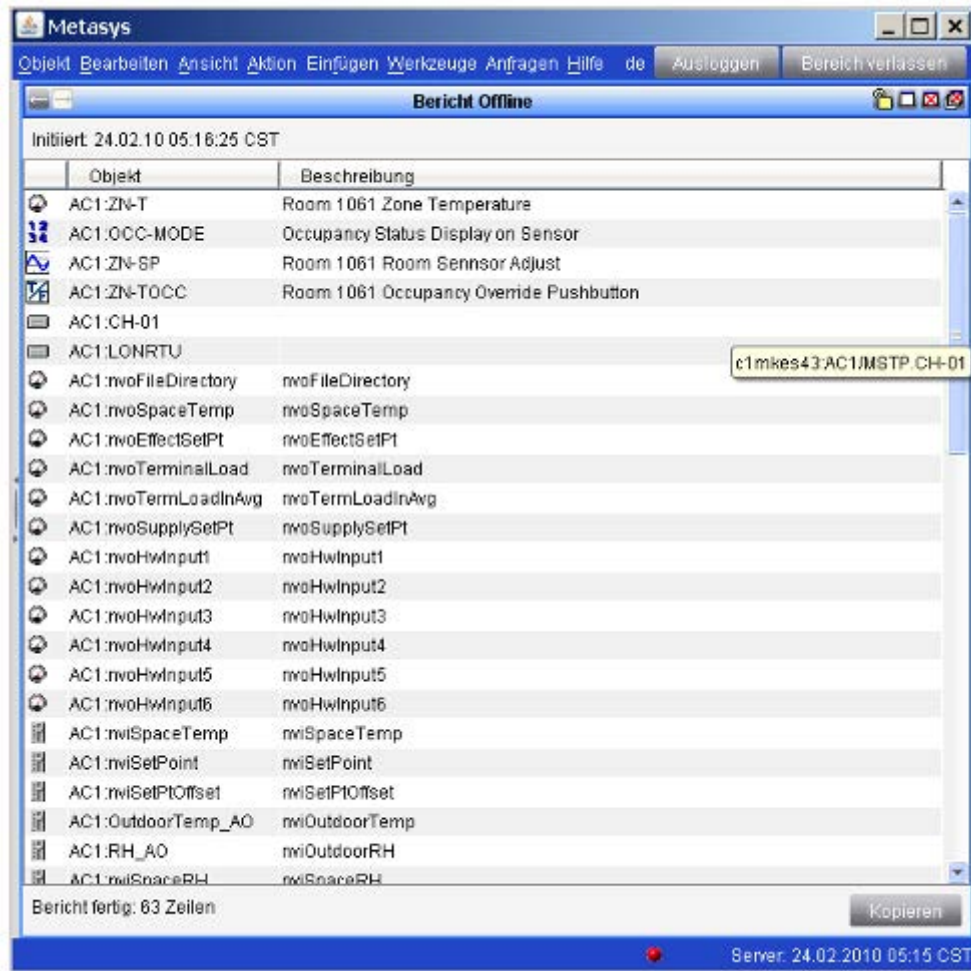 Metasys
Objekt Bearbeiten Ansicht Aktion Einfügen Werkzeuge Anfragen Hilfe de Ausloggen Bereich verlassen
Bericht Offline
Initiiert: 24.02.10 05:16:25 CST
Objekt Beschreibung
AC1:ZN-T Room 1061 Zone Temperature
AC1:OCC-MODE Occupancy Status Display on Sensor
AC1:ZN-SP Room 1061 Room Sennsor Adjust
AC1:ZN-TOCC Room 1061 Occupancy Override Pushbutton
AC1:CH-01
AC1:LONRTU
c1mkes43:AC1/MSTP.CH-01
AC1:nvoFileDirectory nvoFileDirectory
AC1:nvoSpaceTemp nvoSpaceTemp
AC1:nvoEffectSetPt nvoEffectSetPt
AC1:nvoTerminalLoad nvoTerminalLoad
AC1:nvoTermLoadInAvg nvoTermLoadInAvg
AC1:nvoSupplySetPt nvoSupplySetPt
AC1:nvoHwInput1 nvoHwInput1
AC1:nvoHwInput2 nvoHwInput2
AC1:nvoHwInput3 nvoHwInput3
AC1:nvoHwInput4 nvoHwInput4
AC1:nvoHwInput5 nvoHwInput5
AC1:nvoHwInput6 nvoHwInput6
AC1:nviSpaceTemp nviSpaceTemp
AC1:nviSetPoint nviSetPoint
AC1:nviSetPtOffset nviSetPtOffset
AC1:OutdoorTemp_AO nviOutdoorTemp
AC1:RH_AO nviOutdoorRH
AC1:nviSpaceRH nviSpaceRH
Bericht fertig: 63 Zeilen
Kopieren
Server: 24.02.2010 05:15 CST